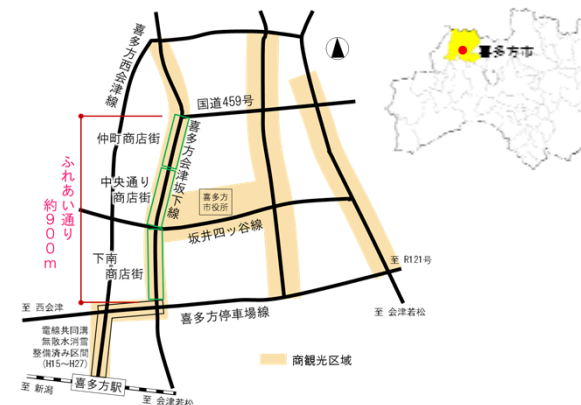 喜多方西会津線
国道459号
喜多方市
仲町商店街
喜多方会津坂下線
ふれあい通り
約900m
中央通り
商店街
喜多方
市役所
坂井四ツ谷線
下南
商店街
至 R121号
至 西会津
喜多方停車場線
至 会津若松
電線共同溝
無散水消雪
整備済み区間
(H15～H27)
商観光区域
喜多方駅
至 新潟
至 会津若松